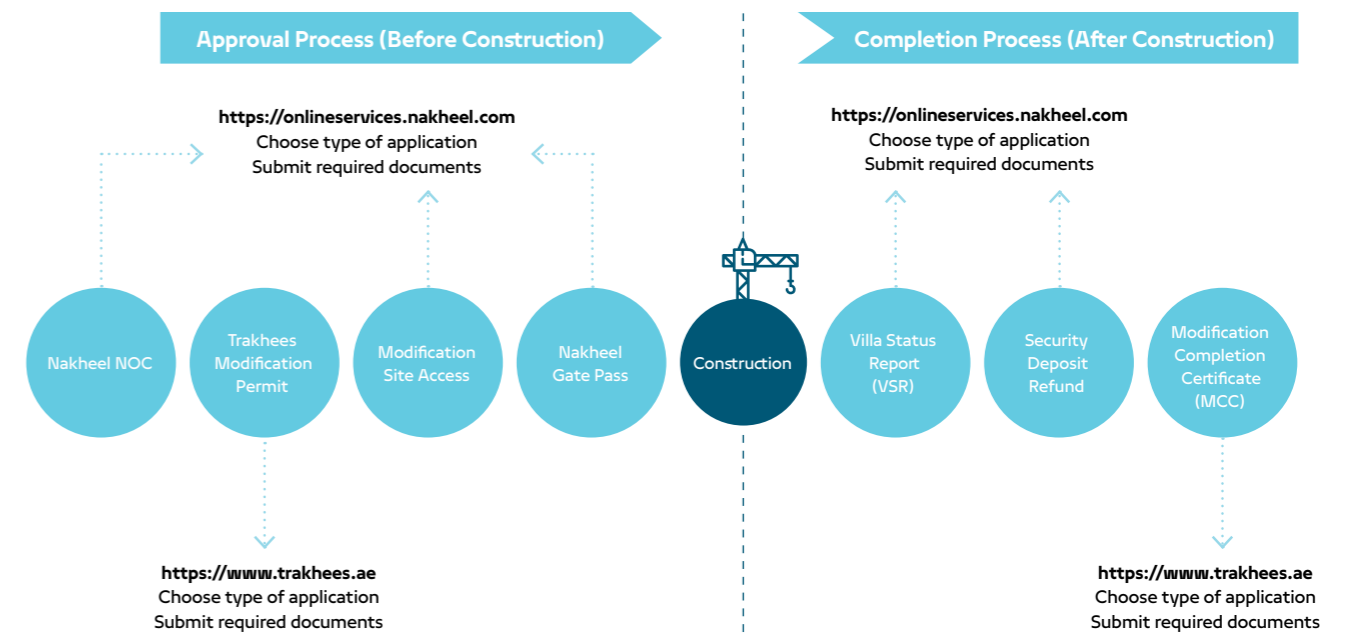 Approval Process (Before Construction)
Completion Process (After Construction)
https://onlineservices.nakheel.com
Choose type of application
Submit required documents
https://onlineservices.nakheel.com
Choose type of application
Submit required documents
Nakheel NOC
Trakhees
Modification
Permit
Modification
Site Access
Nakheel
Gate Pass
Construction
Villa Status
Report
(VSR)
Security
Deposit
Refund
Modification
Completion
Certificate
(MCC)
https://www.trakhees.ae
Choose type of application
Submit required documents
https://www.trakhees.ae
Choose type of application
Submit required documents